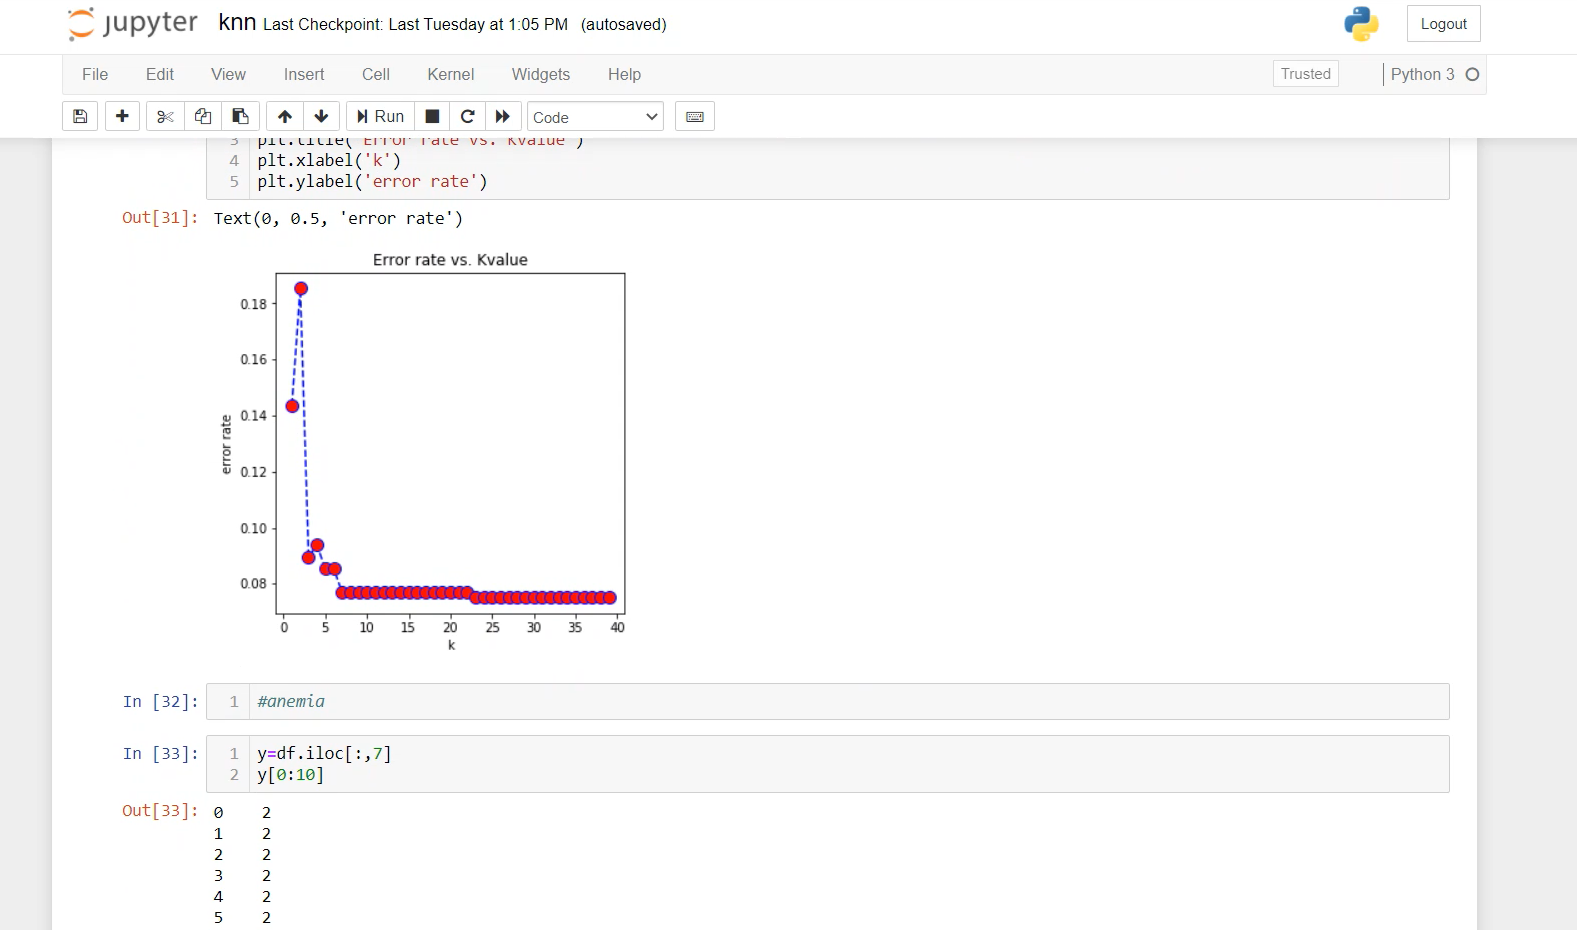 jupyter knn Last Checkpoint: Last Tuesday at 1:05 PM (autosaved) Logout
File Edit View Insert Cell Kernel Widgets Help Trusted Python 3
Run Code
3 plt.title('Error rate vs. Kvalue')
4 plt.xlabel('k')
5 plt.ylabel('error rate')
Out[31]: Text(0, 0.5, 'error rate')
Error rate vs. Kvalue
0.18
0.16
0.14
0.12
0.10
0.08
error rate
0 5 10 15 20 25 30 35 40
k
In [32]: 1 #anemia
In [33]: 1 y=df.iloc[:,7]
2 y[0:10]
Out[33]: 0 2
1 2
2 2
3 2
4 2
5 2